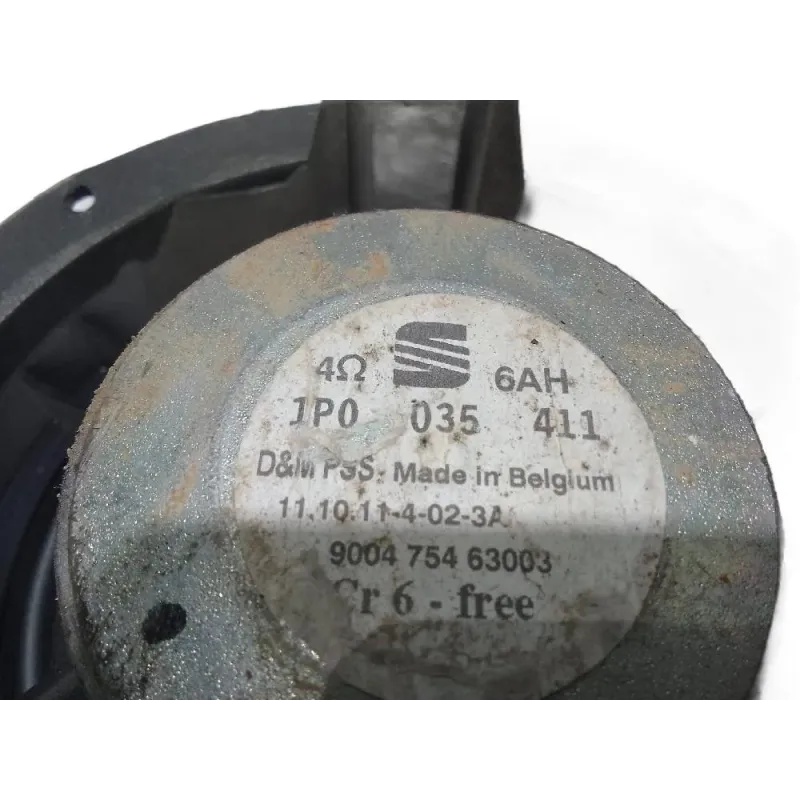 4Ω 6AH
1P0 035 411
D&M PSS. Made in Belgium
11.10.11-4-02-3A
9004 754 63003
Cr 6 - free